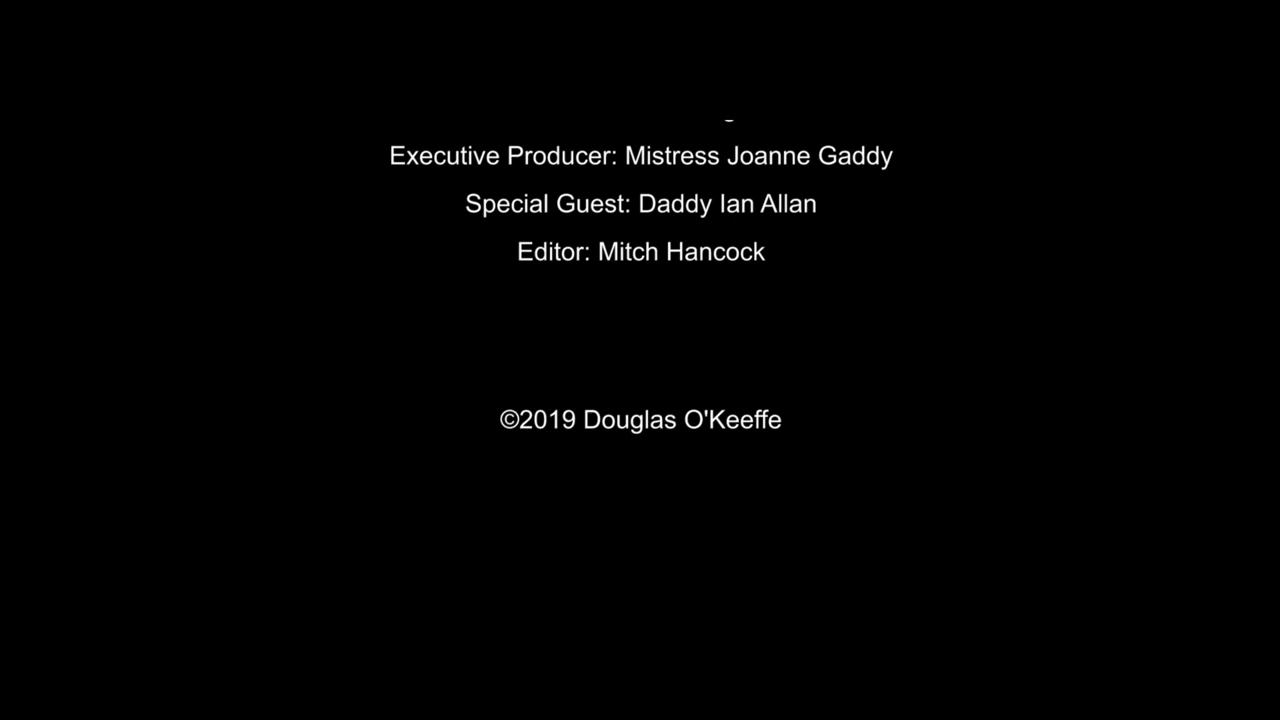 Executive Producer: Mistress Joanne Gaddy
Special Guest: Daddy Ian Allan
Editor: Mitch Hancock
©2019 Douglas O'Keeffe